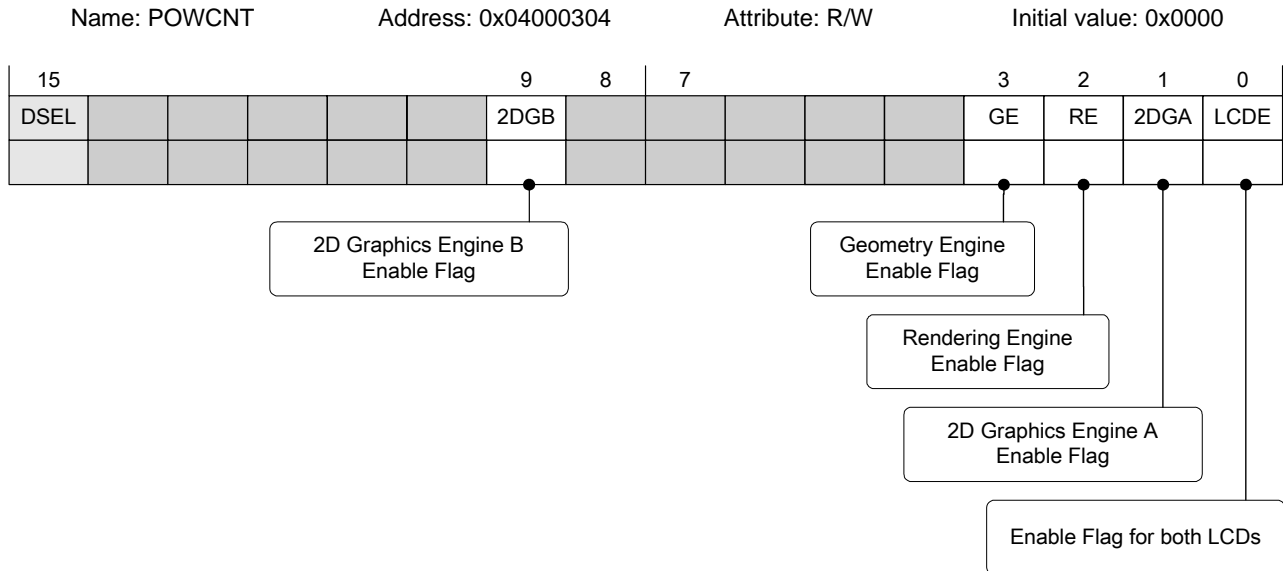 Name: POWCNT Address: 0x04000304 Attribute: R/W Initial value: 0x0000
15 9 8 7 3 2 1 0
DSEL 2DGB GE RE 2DGA LCDE
2D Graphics Engine B
Enable Flag
Geometry Engine
Enable Flag
Rendering Engine
Enable Flag
2D Graphics Engine A
Enable Flag
Enable Flag for both LCDs